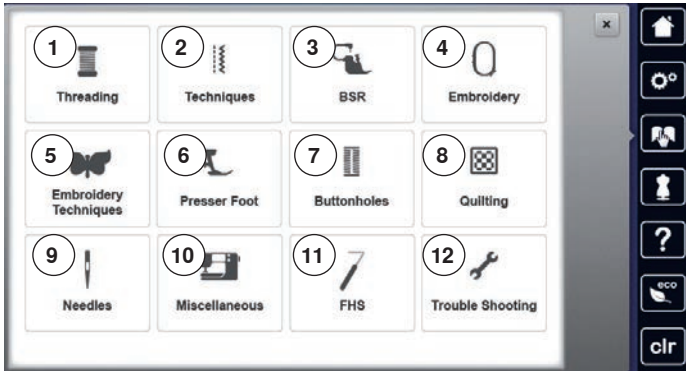 1
2
3
4
×
Threading
Techniques
BSR
Embroidery
5
6
7
8
Embroidery
Techniques
Presser Foot
Buttonholes
Quilting
?
9
10
11
12
eco
Needles
Miscellaneous
FHS
Trouble Shooting
clr